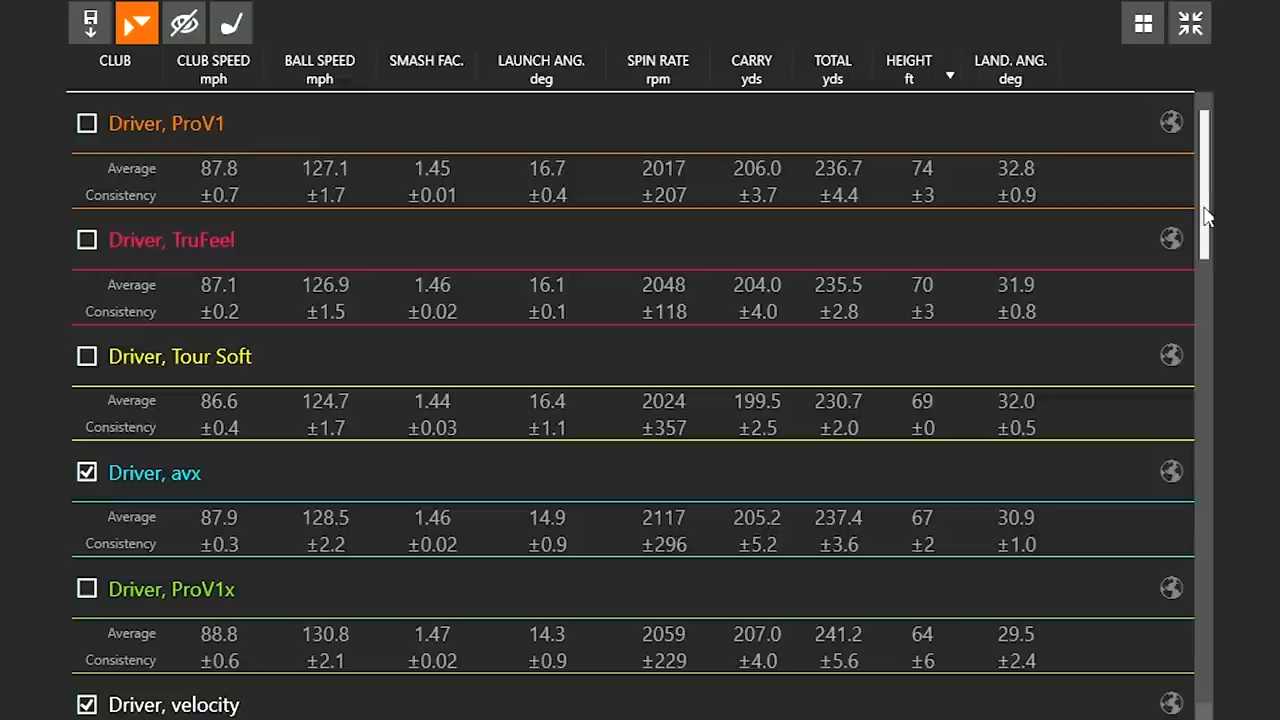 CLUB CLUB SPEED BALL SPEED SMASH FAC. LAUNCH ANG. SPIN RATE CARRY TOTAL HEIGHT LAND. ANG.
mph mph deg rpm yds yds ft deg
Driver, ProV1
Average 87.8 127.1 1.45 16.7 2017 206.0 236.7 74 32.8
Consistency ±0.7 ±1.7 ±0.01 ±0.4 ±207 ±3.7 ±4.4 ±3 ±0.9
Driver, TruFeel
Average 87.1 126.9 1.46 16.1 2048 204.0 235.5 70 31.9
Consistency ±0.2 ±1.5 ±0.02 ±0.1 ±118 ±4.0 ±2.8 ±3 ±0.8
Driver, Tour Soft
Average 86.6 124.7 1.44 16.4 2024 199.5 230.7 69 32.0
Consistency ±0.4 ±1.7 ±0.03 ±1.1 ±357 ±2.5 ±2.0 ±0 ±0.5
Driver, avx
Average 87.9 128.5 1.46 14.9 2117 205.2 237.4 67 30.9
Consistency ±0.3 ±2.2 ±0.02 ±0.9 ±296 ±5.2 ±3.6 ±2 ±1.0
Driver, ProV1x
Average 88.8 130.8 1.47 14.3 2059 207.0 241.2 64 29.5
Consistency ±0.6 ±2.1 ±0.02 ±0.9 ±229 ±4.0 ±5.6 ±6 ±2.4
Driver, velocity